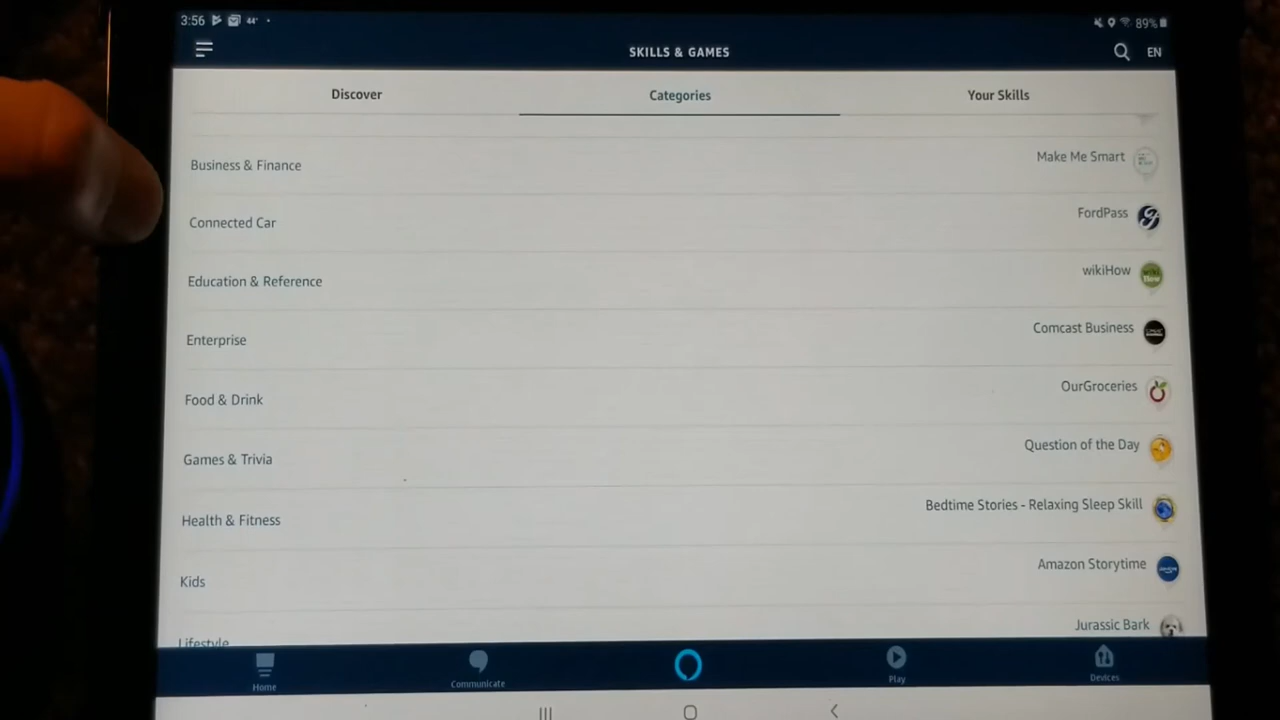 3:56 44° 89%
SKILLS & GAMES EN
Discover Categories Your Skills
Business & Finance Make Me Smart
Connected Car FordPass
Education & Reference wikiHow
Enterprise Comcast Business
Food & Drink OurGroceries
Games & Trivia Question of the Day
Health & Fitness Bedtime Stories - Relaxing Sleep Skill
Kids Amazon Storytime
Lifestyle Jurassic Bark
Home Communicate Play Devices